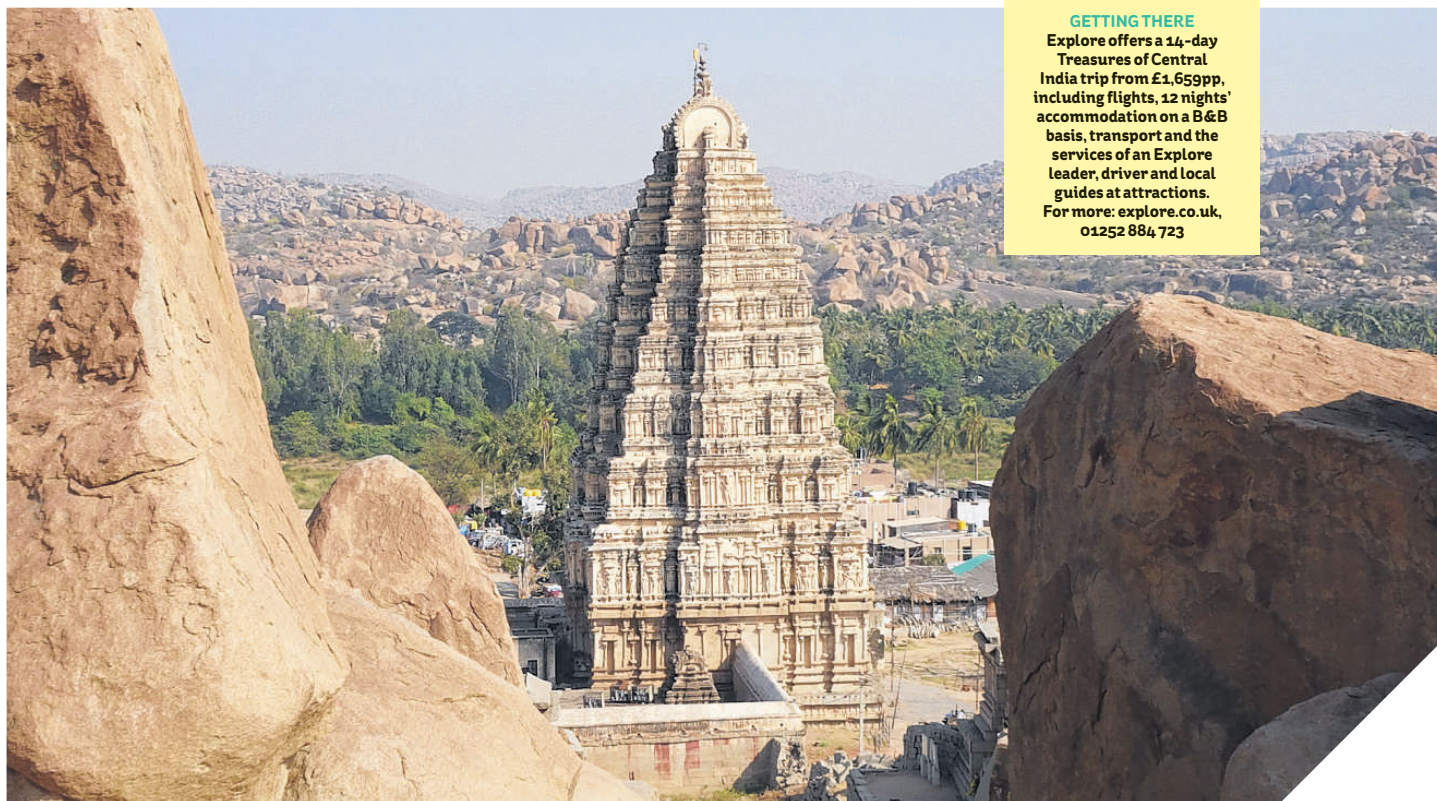 GETTING THERE
Explore offers a 14-day
Treasures of Central
India trip from £1,659pp,
including flights, 12 nights’
accommodation on a B&B
basis, transport and the
services of an Explore
leader, driver and local
guides at attractions.
For more: explore.co.uk,
01252 884 723